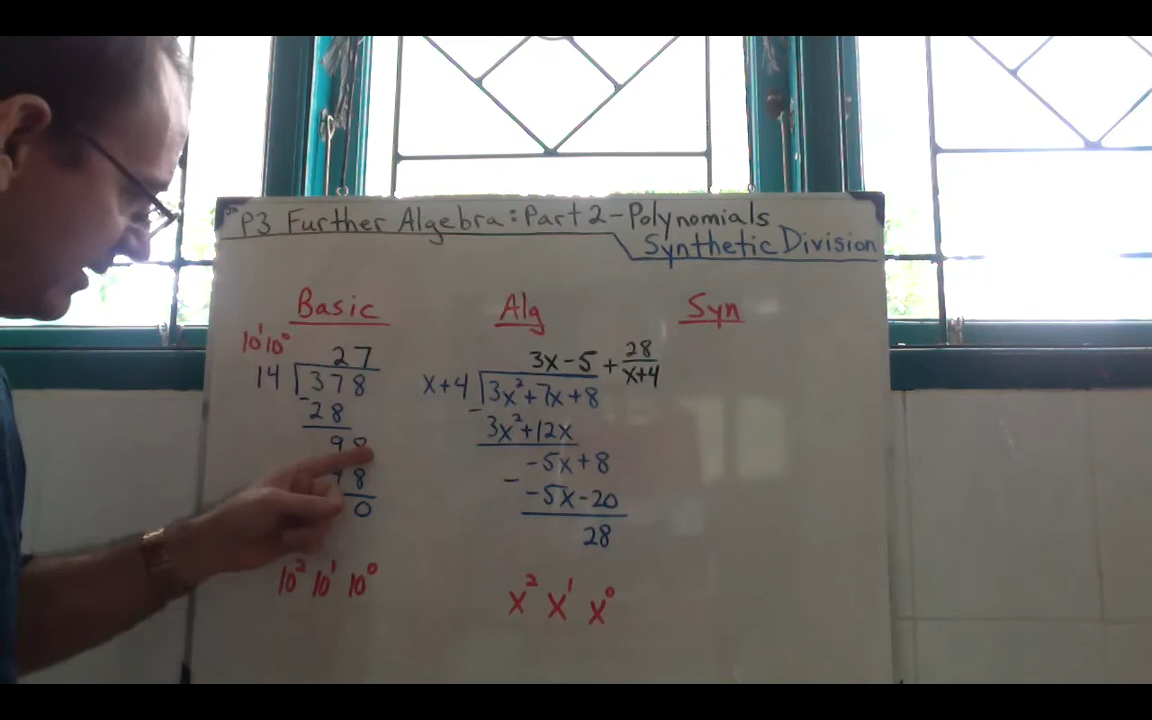 P3 Further Algebra: Part 2 - Polynomials
Synthetic Division
Basic
10¹ 10⁰
27
14 378
-28
98
0
10² 10¹ 10⁰
Alg
3x-5 + 28/x+4
x+4 3x²+7x+8
- 3x²+12x
-5x+8
- -5x-20
28
x² x¹ x⁰
Syn